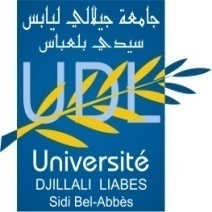 جامعة جيلالي ليابس
سيدي بلعباس
UDL
Université
DJILLALI LIABES
Sidi Bel-Abbès